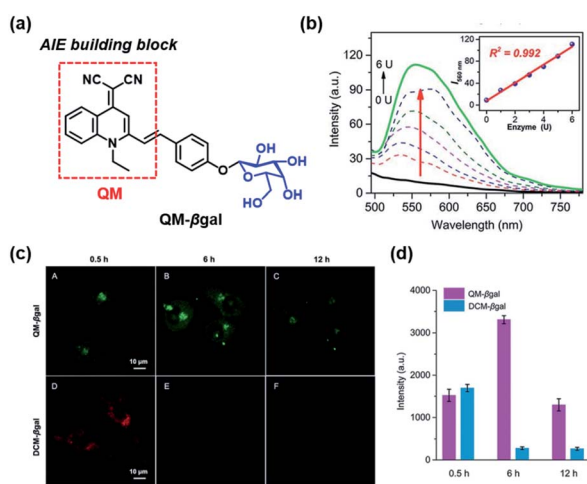 (a)
AIE building block
NC CN
N
QM
O
O
OH
OH
OH
HO
QM-βgal
(b)
Intensity (a.u.)
120
90
60
30
0
6 U
0 U
500 550 600 650 700 750
Wavelength (nm)
I560 nm
160
120
80
40
0
R² = 0.992
0 2 4 6
Enzyme (U)
(c)
0.5 h 6 h 12 h
QM-βgal
A B C
10 μm
DCM-βgal
D E F
10 μm
(d)
QM-βgal
DCM-βgal
Intensity (a.u.)
4000
3000
2000
1000
0
0.5 h 6 h 12 h